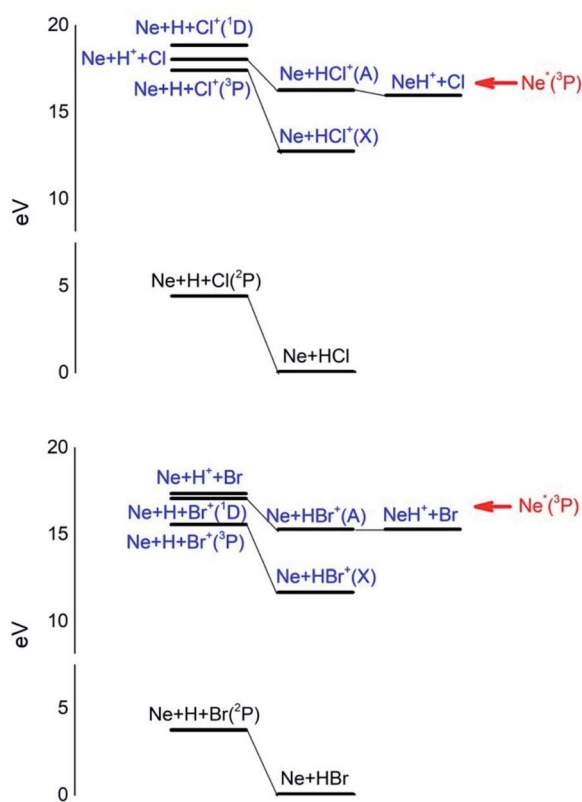 20
Ne+H+Cl⁺(¹D)
Ne+H⁺+Cl
Ne+HCl⁺(A)
NeH⁺+Cl
Ne*(³P)
Ne+H+Cl⁺(³P)
15
Ne+HCl⁺(X)
10
eV
5
Ne+H+Cl(²P)
Ne+HCl
0
20
Ne+H⁺+Br
Ne*(³P)
Ne+H+Br⁺(¹D)
Ne+HBr⁺(A)
NeH⁺+Br
15
Ne+H+Br⁺(³P)
Ne+HBr⁺(X)
10
eV
5
Ne+H+Br(²P)
Ne+HBr
0